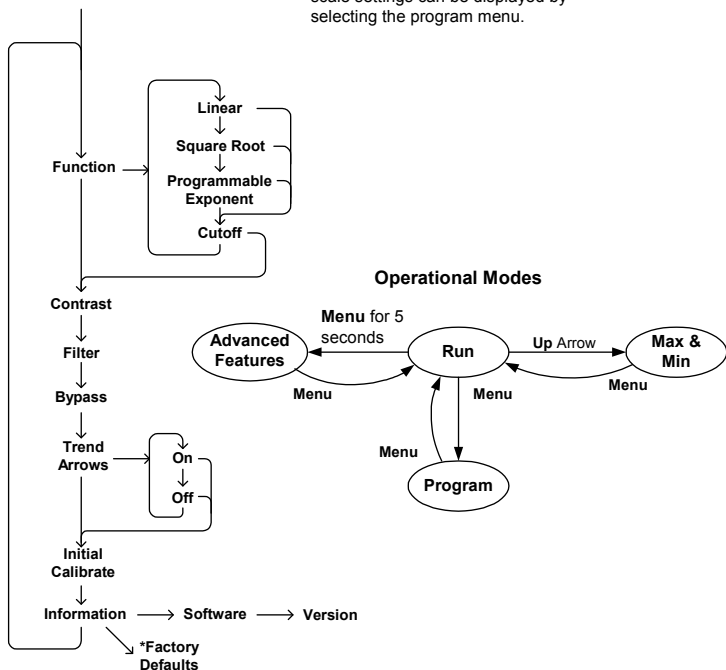 scale settings can be displayed by
selecting the program menu.
Linear
Square Root
Function
Programmable
Exponent
Cutoff
Contrast
Filter
Bypass
Trend
Arrows
On
Off
Initial
Calibrate
Information
Software
Version
*Factory
Defaults
Operational Modes
Menu for 5
seconds
Advanced
Features
Run
Up Arrow
Max &
Min
Menu
Menu
Menu
Menu
Program